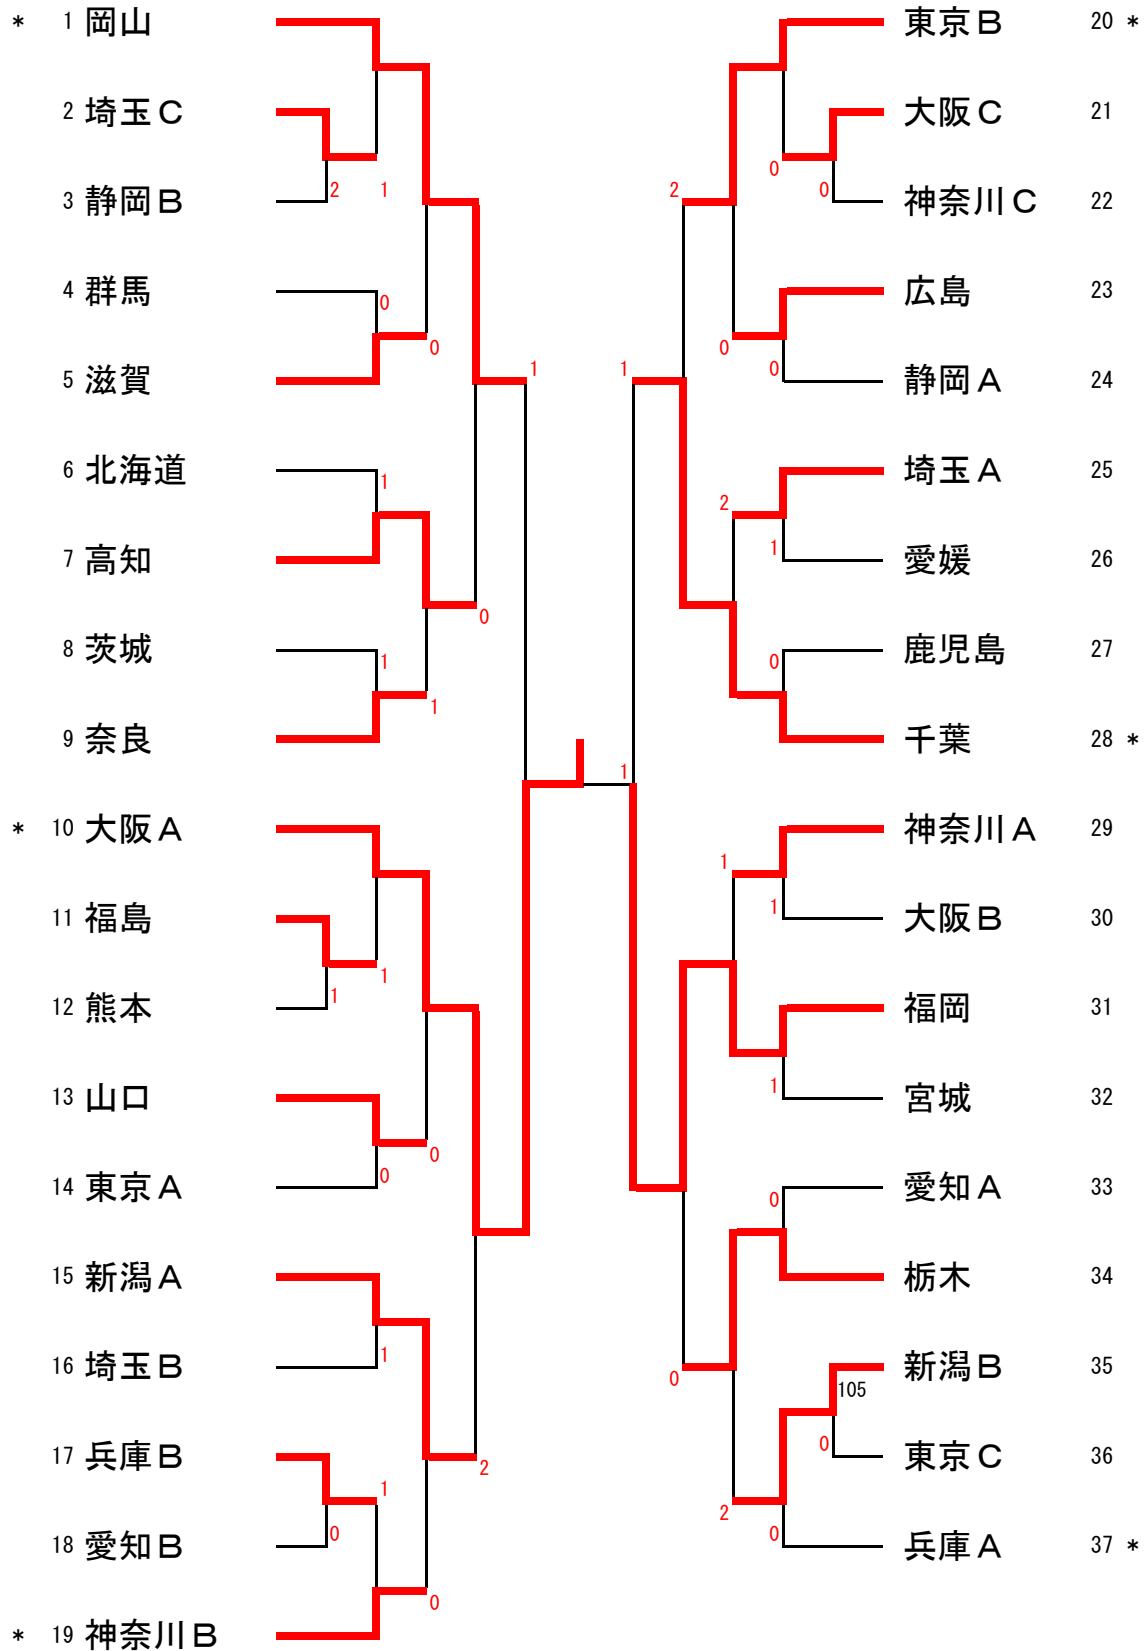 * 1 岡山
2 埼玉C
2 1
3 静岡B
4 群馬
0
0
5 滋賀
1
6 北海道
1
7 高知
0
8 茨城
1
1
9 奈良
* 10 大阪A
11 福島
1
1
12 熊本
13 山口
0
0
14 東京A
15 新潟A
1
16 埼玉B
17 兵庫B
2
1
0
18 愛知B
0
* 19 神奈川B
東京B 20 *
大阪C 21
0
0
2
神奈川C 22
広島 23
0
0
1
静岡A 24
埼玉A 25
2
1
愛媛 26
鹿児島 27
0
千葉 28 *
1
神奈川A 29
1
1
大阪B 30
福岡 31
1
宮城 32
愛知A 33
0
栃木 34
新潟B 35
0
105
0
東京C 36
2
0
兵庫A 37 *